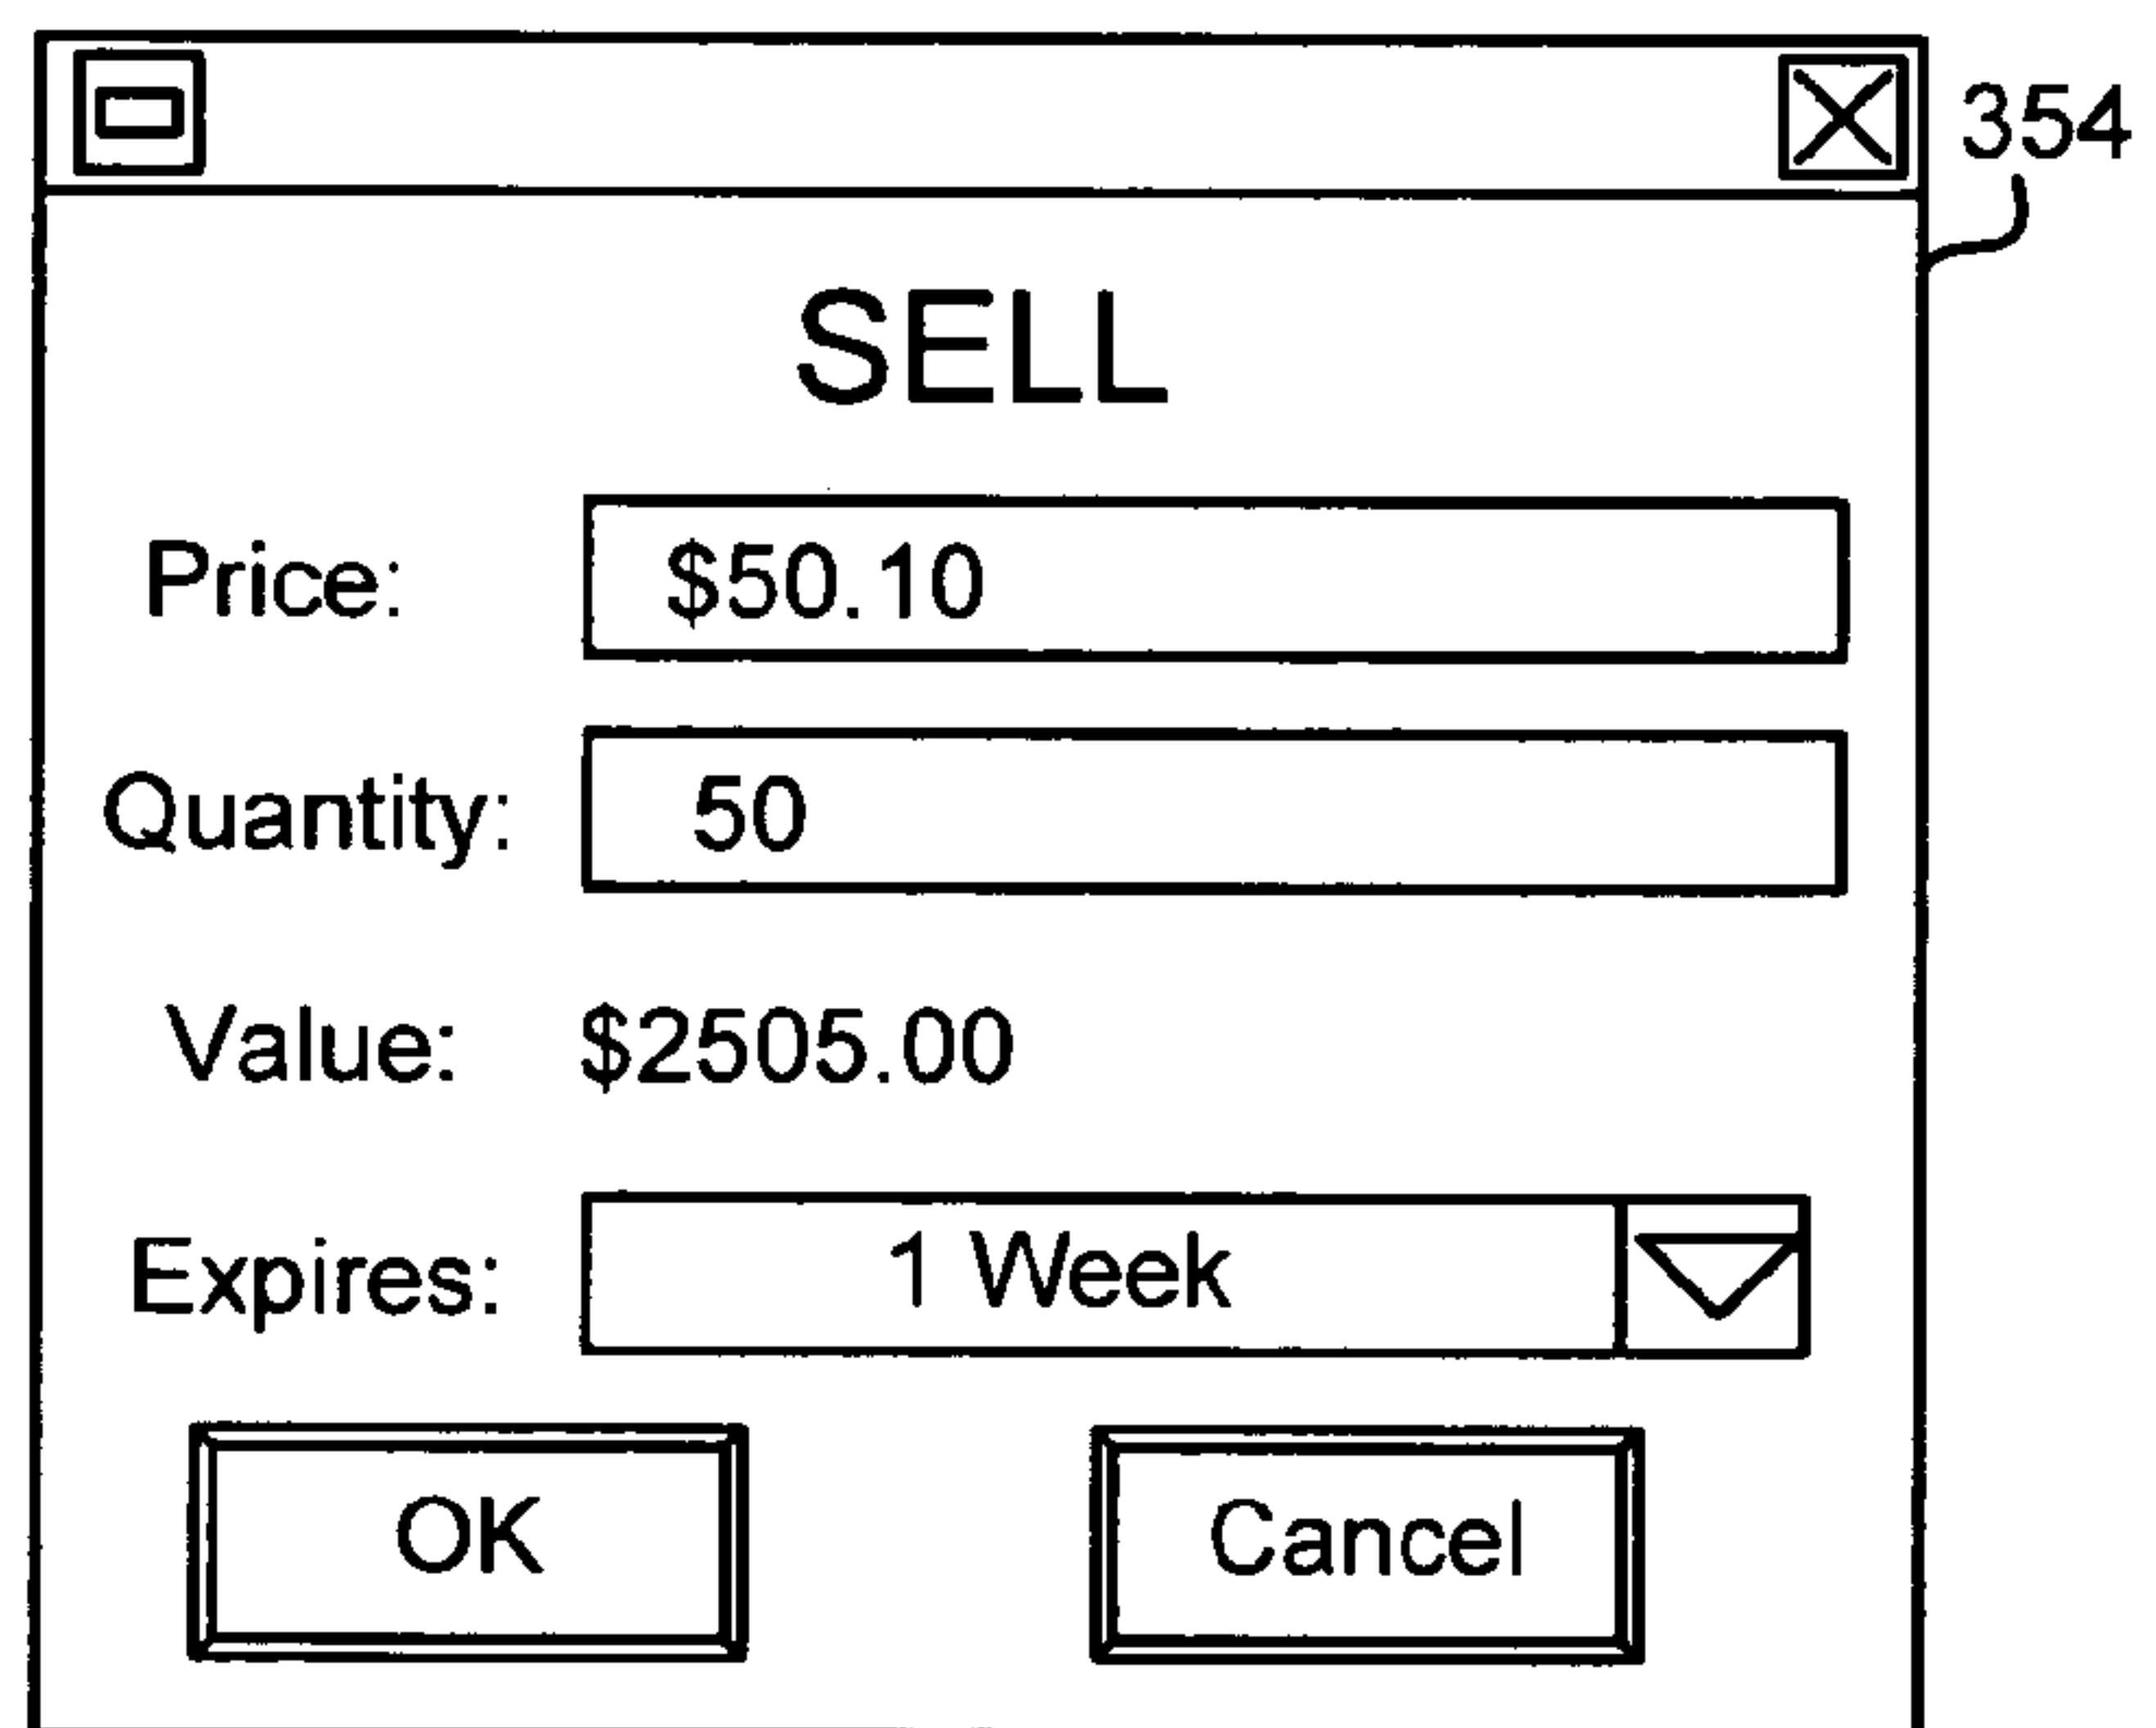 354
SELL
Price: $50.10
Quantity: 50
Value: $2505.00
Expires: 1 Week
OK Cancel